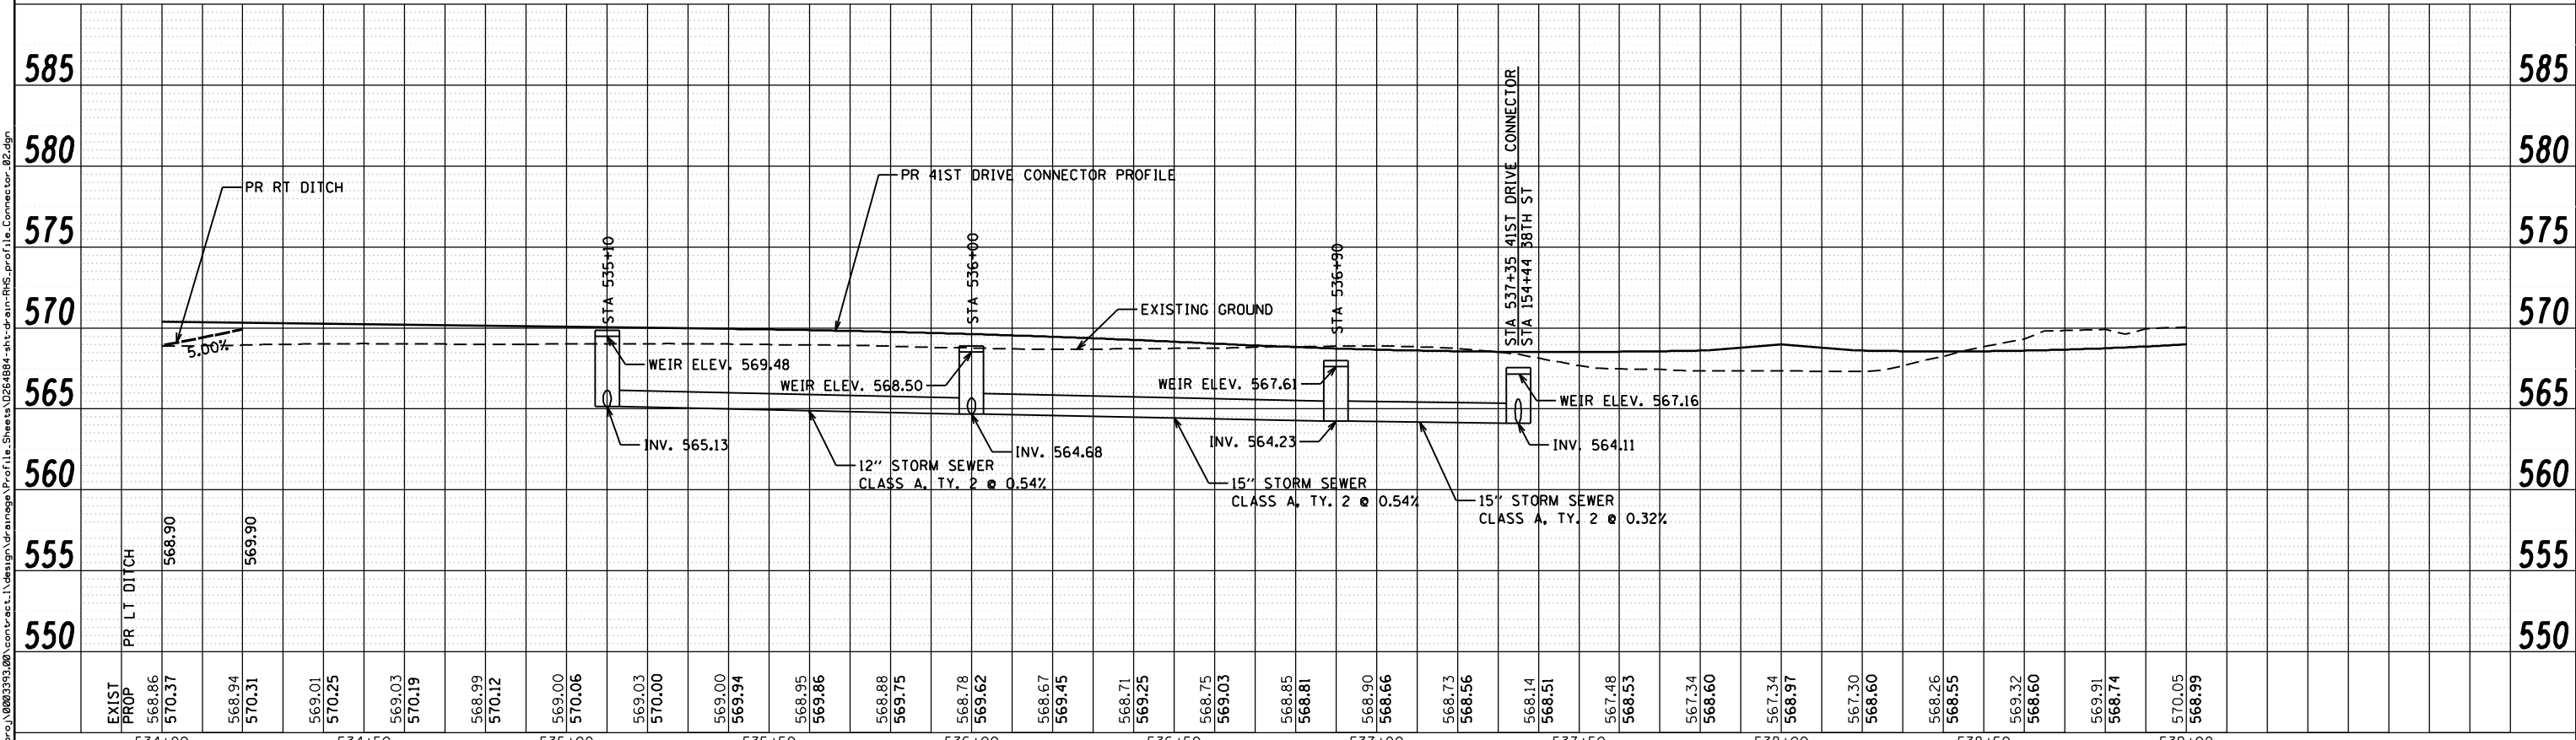 585
585
580
580
575
575
570
570
565
565
560
560
555
555
550
550
PR RT DITCH
5.00%
PR 41ST DRIVE CONNECTOR PROFILE
EXISTING GROUND
STA 535+10
STA 536+00
STA 536+90
STA 537+35 41ST DRIVE CONNECTOR
STA 154+44 38TH ST
WEIR ELEV. 569.48
WEIR ELEV. 568.50
WEIR ELEV. 567.61
WEIR ELEV. 567.16
INV. 565.13
INV. 564.68
INV. 564.23
INV. 564.11
12" STORM SEWER
CLASS A, TY. 2 @ 0.54%
15" STORM SEWER
CLASS A, TY. 2 @ 0.54%
15" STORM SEWER
CLASS A, TY. 2 @ 0.32%
PR LT DITCH
568.90
569.90
EXIST
PROP
568.86
570.37
568.94
570.31
569.01
570.25
569.03
570.19
568.99
570.12
569.00
570.06
569.03
570.00
569.00
569.94
568.95
569.86
568.88
569.75
568.78
569.62
568.67
569.45
568.71
569.25
568.75
569.03
568.85
568.81
568.90
568.66
568.73
568.56
568.14
568.51
567.48
568.53
567.34
568.60
567.34
568.97
567.30
568.60
568.26
568.55
569.32
568.60
569.91
568.74
570.05
568.99